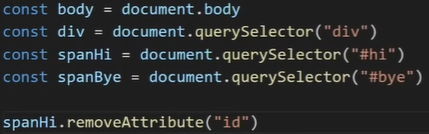 const body = document.body
const div = document.querySelector("div")
const spanHi = document.querySelector("#hi")
const spanBye = document.querySelector("#bye")
spanHi.removeAttribute("id")